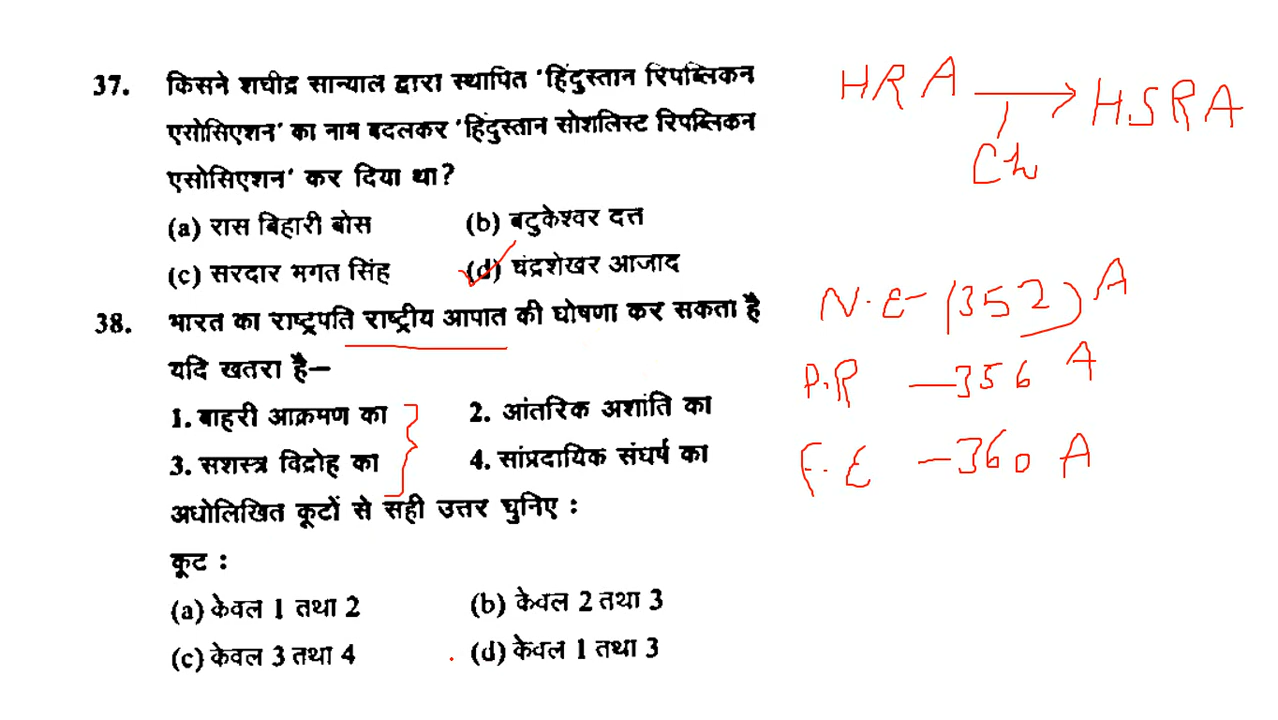 37. किसने शचीद्र सान्याल द्वारा स्थापित 'हिंदुस्तान रिपब्लिकन
एसोसिएशन' का नाम बदलकर 'हिंदुस्तान सोशलिस्ट रिपब्लिकन
एसोसिएशन' कर दिया था?
(a) रास बिहारी बोस (b) बटुकेश्वर दत्त
(c) सरदार भगत सिंह (d) चंद्रशेखर आजाद
38. भारत का राष्ट्रपति राष्ट्रीय आपात की घोषणा कर सकता है
यदि खतरा है—
1. बाहरी आक्रमण का 2. आंतरिक अशांति का
3. सशस्त्र विद्रोह का 4. सांप्रदायिक संघर्ष का
अधोलिखित कूटों से सही उत्तर चुनिए :
कूट :
(a) केवल 1 तथा 2 (b) केवल 2 तथा 3
(c) केवल 3 तथा 4 (d) केवल 1 तथा 3
HRA → HSRA
N.E- (352) A
P.R — 356 A
F.E — 360 A